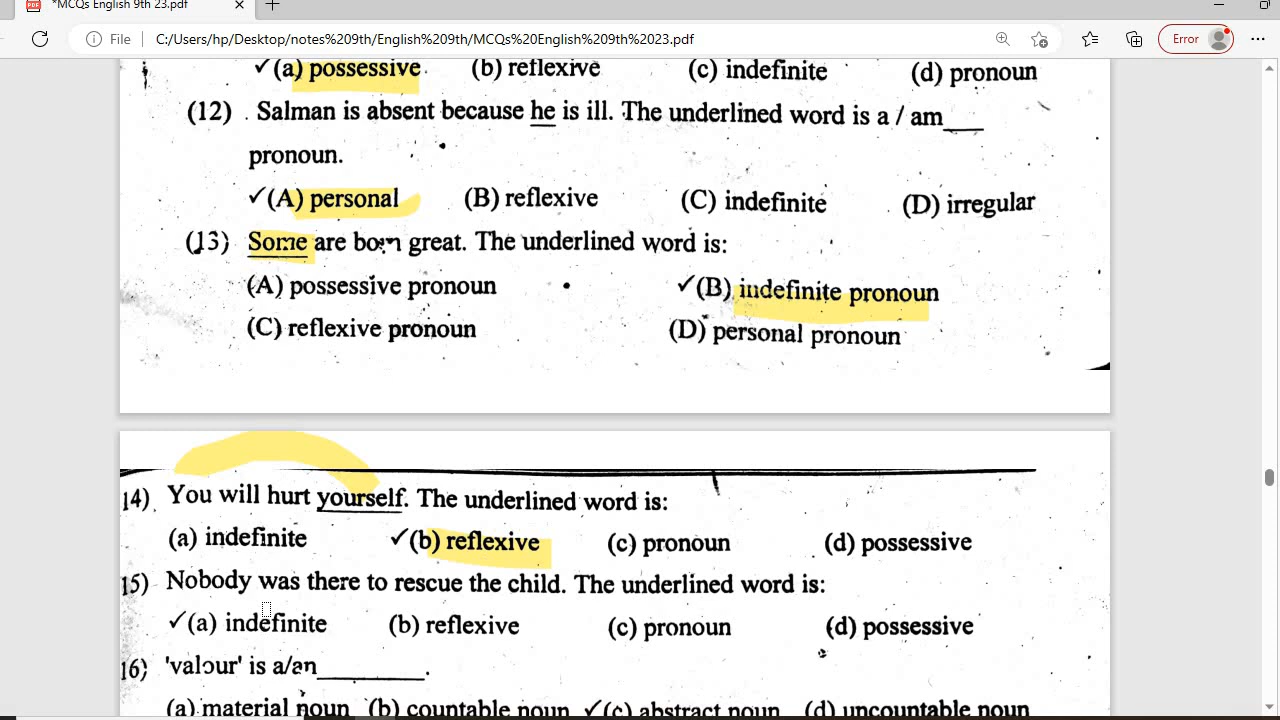 *MCQs English 9th 23.pdf
File C:/Users/hp/Desktop/notes%209th/English%209th/MCQs%20English%209th%2023.pdf Error
✓(a) possessive (b) reflexive (c) indefinite (d) pronoun
(12) Salman is absent because he is ill. The underlined word is a / am___
pronoun.
✓(A) personal (B) reflexive (C) indefinite (D) irregular
(13) Some are born great. The underlined word is:
(A) possessive pronoun ✓(B) indefinite pronoun
(C) reflexive pronoun (D) personal pronoun
14) You will hurt yourself. The underlined word is:
(a) indefinite ✓(b) reflexive (c) pronoun (d) possessive
15) Nobody was there to rescue the child. The underlined word is:
✓(a) indefinite (b) reflexive (c) pronoun (d) possessive
16) 'valour' is a/an________.
(a) material noun (b) countable noun ✓(c) abstract noun (d) uncountable noun